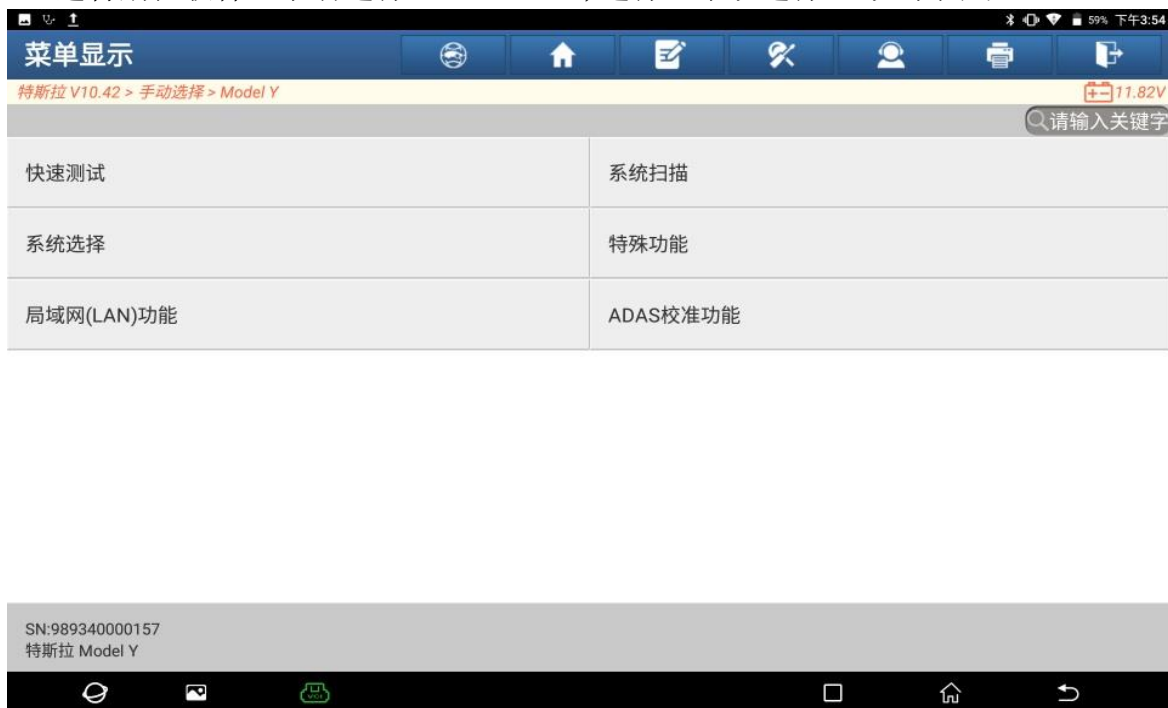 59% 下午3:54
菜单显示
特斯拉 V10.42 > 手动选择 > Model Y
11.82V
请输入关键字
快速测试
系统扫描
系统选择
特殊功能
局域网(LAN)功能
ADAS校准功能
SN:989340000157
特斯拉 Model Y
VCI